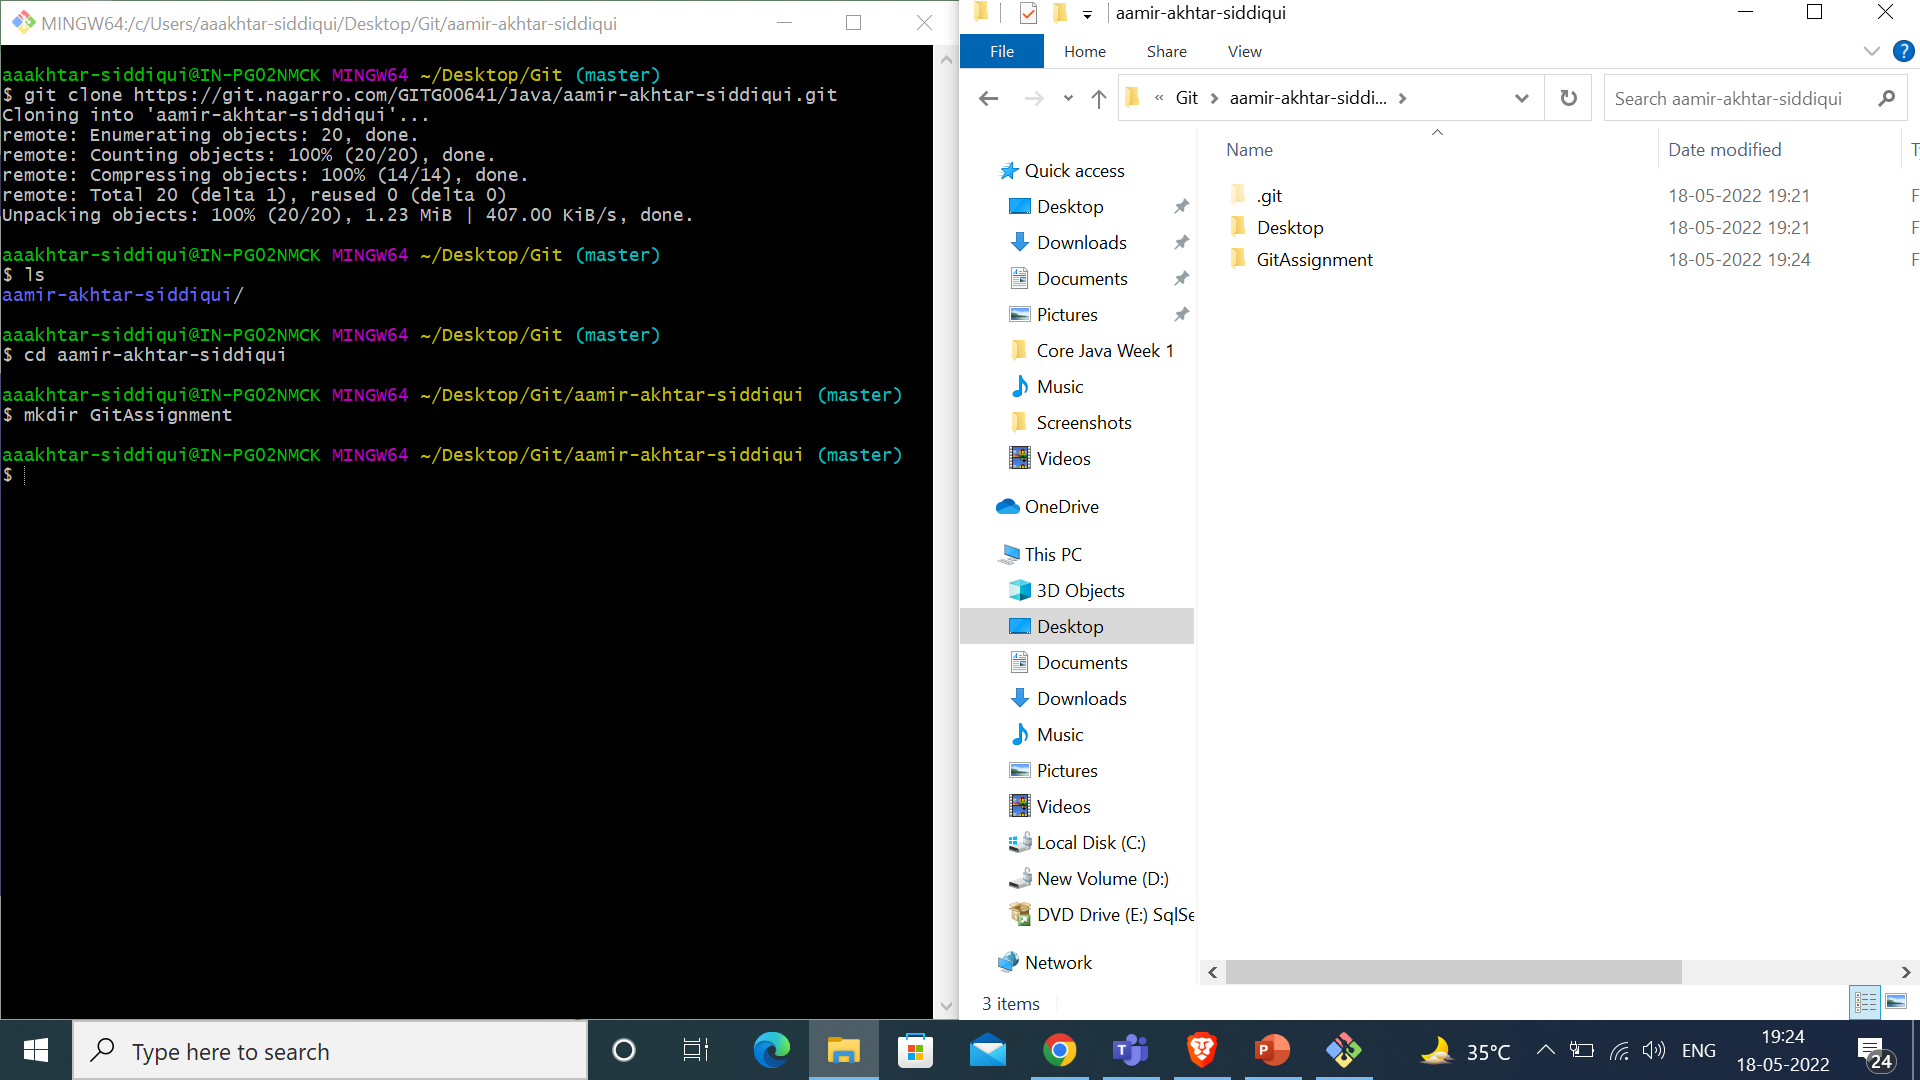 MINGW64:/c/Users/aaakhtar-siddiqui/Desktop/Git/aamir-akhtar-siddiqui
aaakhtar-siddiqui@IN-PG02NMCK MINGW64 ~/Desktop/Git (master)
$ git clone https://git.nagarro.com/GITG00641/Java/aamir-akhtar-siddiqui.git
Cloning into 'aamir-akhtar-siddiqui'...
remote: Enumerating objects: 20, done.
remote: Counting objects: 100% (20/20), done.
remote: Compressing objects: 100% (14/14), done.
remote: Total 20 (delta 1), reused 0 (delta 0)
Unpacking objects: 100% (20/20), 1.23 MiB | 407.00 KiB/s, done.
aaakhtar-siddiqui@IN-PG02NMCK MINGW64 ~/Desktop/Git (master)
$ ls
aamir-akhtar-siddiqui/
aaakhtar-siddiqui@IN-PG02NMCK MINGW64 ~/Desktop/Git (master)
$ cd aamir-akhtar-siddiqui
aaakhtar-siddiqui@IN-PG02NMCK MINGW64 ~/Desktop/Git/aamir-akhtar-siddiqui (master)
$ mkdir GitAssignment
aaakhtar-siddiqui@IN-PG02NMCK MINGW64 ~/Desktop/Git/aamir-akhtar-siddiqui (master)
$
aamir-akhtar-siddiqui
File Home Share View
« Git > aamir-akhtar-siddi... >
Search aamir-akhtar-siddiqui
Quick access
Desktop
Downloads
Documents
Pictures
Core Java Week 1
Music
Screenshots
Videos
OneDrive
This PC
3D Objects
Desktop
Documents
Downloads
Music
Pictures
Videos
Local Disk (C:)
New Volume (D:)
DVD Drive (E:) SqlSe
Network
Name Date modified T
.git 18-05-2022 19:21 F
Desktop 18-05-2022 19:21 F
GitAssignment 18-05-2022 19:24 F
3 items
Type here to search
35°C
ENG
19:24
18-05-2022
24